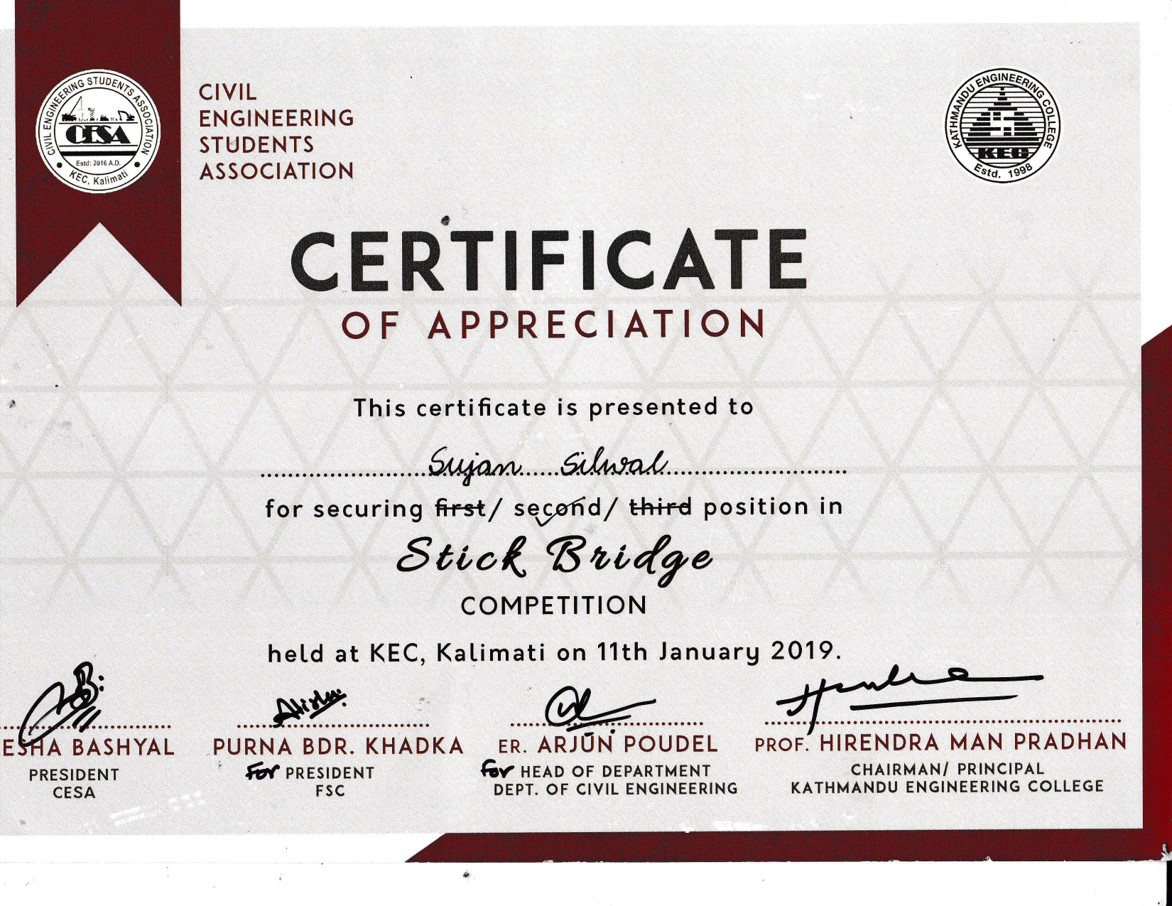 CIVIL ENGINEERING STUDENTS ASSOCIATION
CESA
Estd: 2016 A.D.
KEC, Kalimati
CIVIL
ENGINEERING
STUDENTS
ASSOCIATION
KATHMANDU ENGINEERING COLLEGE
KEC
Estd. 1998
CERTIFICATE
OF APPRECIATION
This certificate is presented to
Sujan Silwal
for securing first/ second/ third position in
Stick Bridge
COMPETITION
held at KEC, Kalimati on 11th January 2019.
ESHA BASHYAL
PRESIDENT
CESA
PURNA BDR. KHADKA
For PRESIDENT
FSC
ER. ARJUN POUDEL
For HEAD OF DEPARTMENT
DEPT. OF CIVIL ENGINEERING
PROF. HIRENDRA MAN PRADHAN
CHAIRMAN/ PRINCIPAL
KATHMANDU ENGINEERING COLLEGE